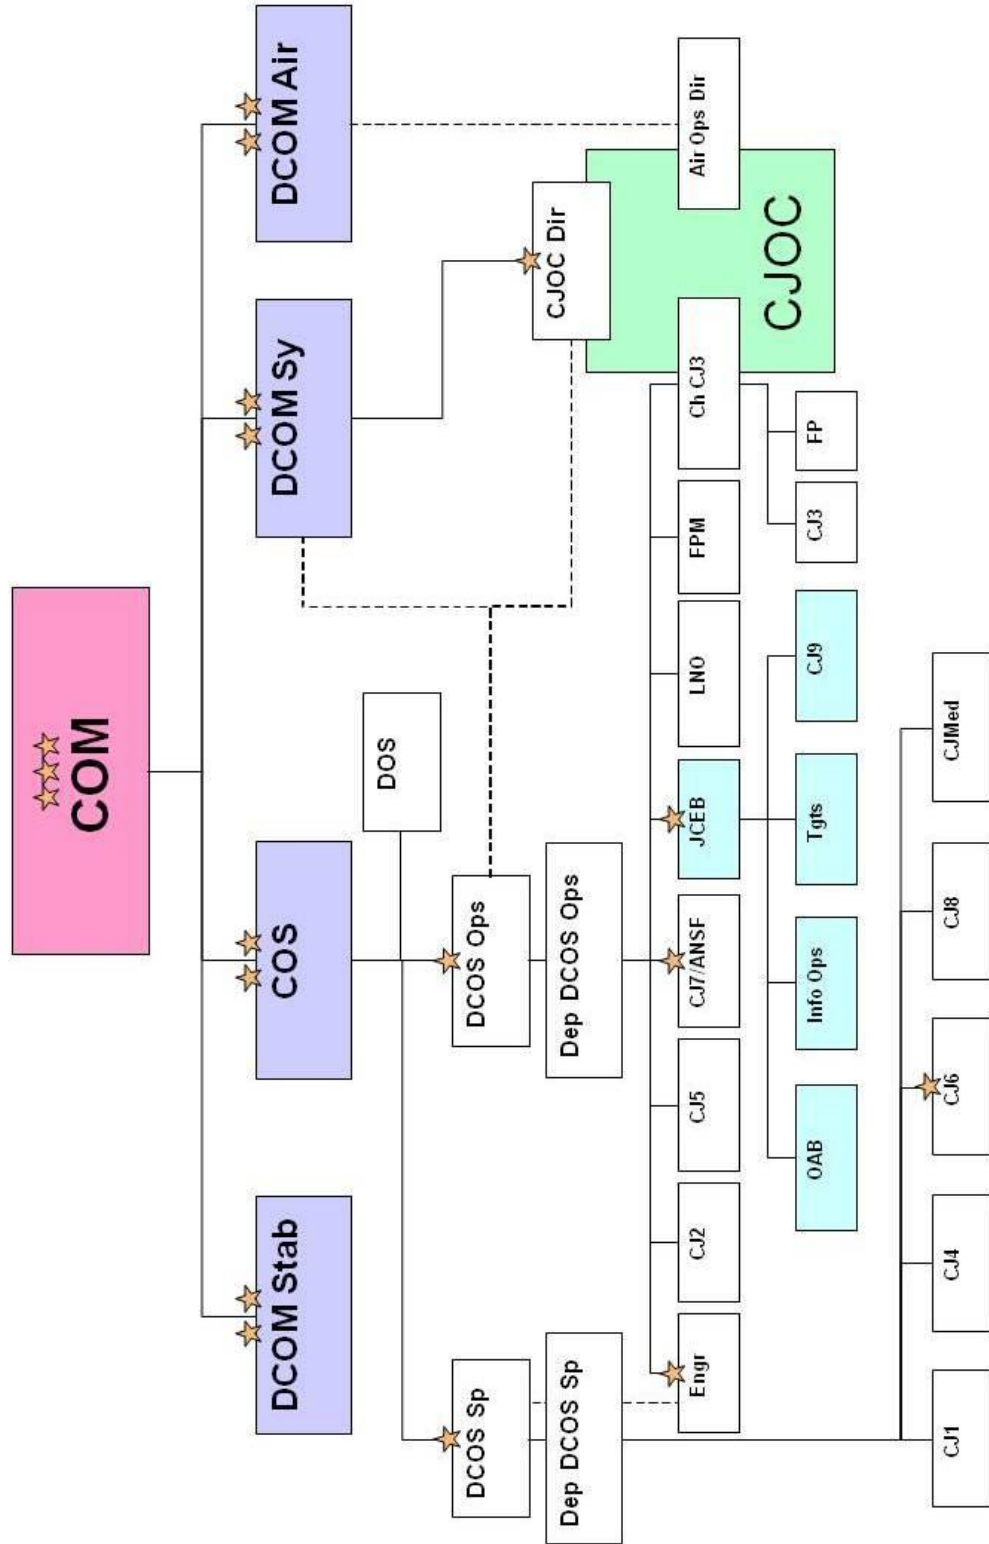 COM
DCOM Stab
COS
DCOM Sy
DCOM Air
DOS
DCOS Sp
DCOS Ops
CJOC Dir
Dep DCOS Sp
Dep DCOS Ops
Engr
CJ2
CJ5
CJ7/ANSF
JCEB
LNO
FPM
Ch CJ3
Air Ops Dir
CJOC
OAB
Info Ops
Tgts
CJ9
CJ3
FP
CJ1
CJ4
CJ6
CJ8
CJMed